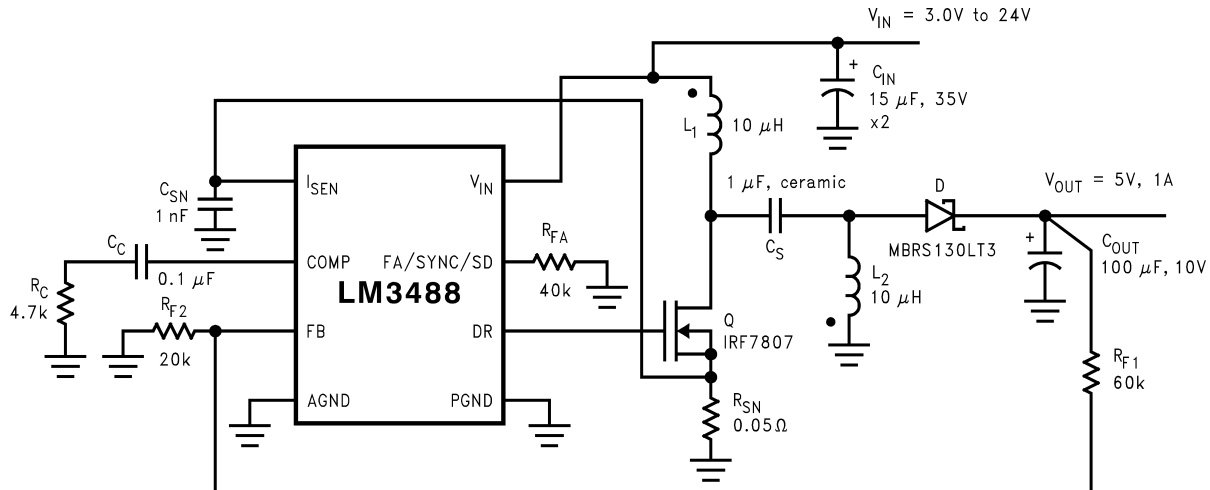 V_IN = 3.0V to 24V
+
C_IN
15 μF, 35V
x2
L_1
10 μH
I_SEN
V_IN
C_SN
1 nF
1 μF, ceramic
C_S
D
MBRS130LT3
V_OUT = 5V, 1A
+
C_OUT
100 μF, 10V
C_C
0.1 μF
COMP
FA/SYNC/SD
R_FA
40k
LM3488
R_C
4.7k
R_F2
20k
FB
DR
Q
IRF7807
L_2
10 μH
R_F1
60k
AGND
PGND
R_SN
0.05Ω